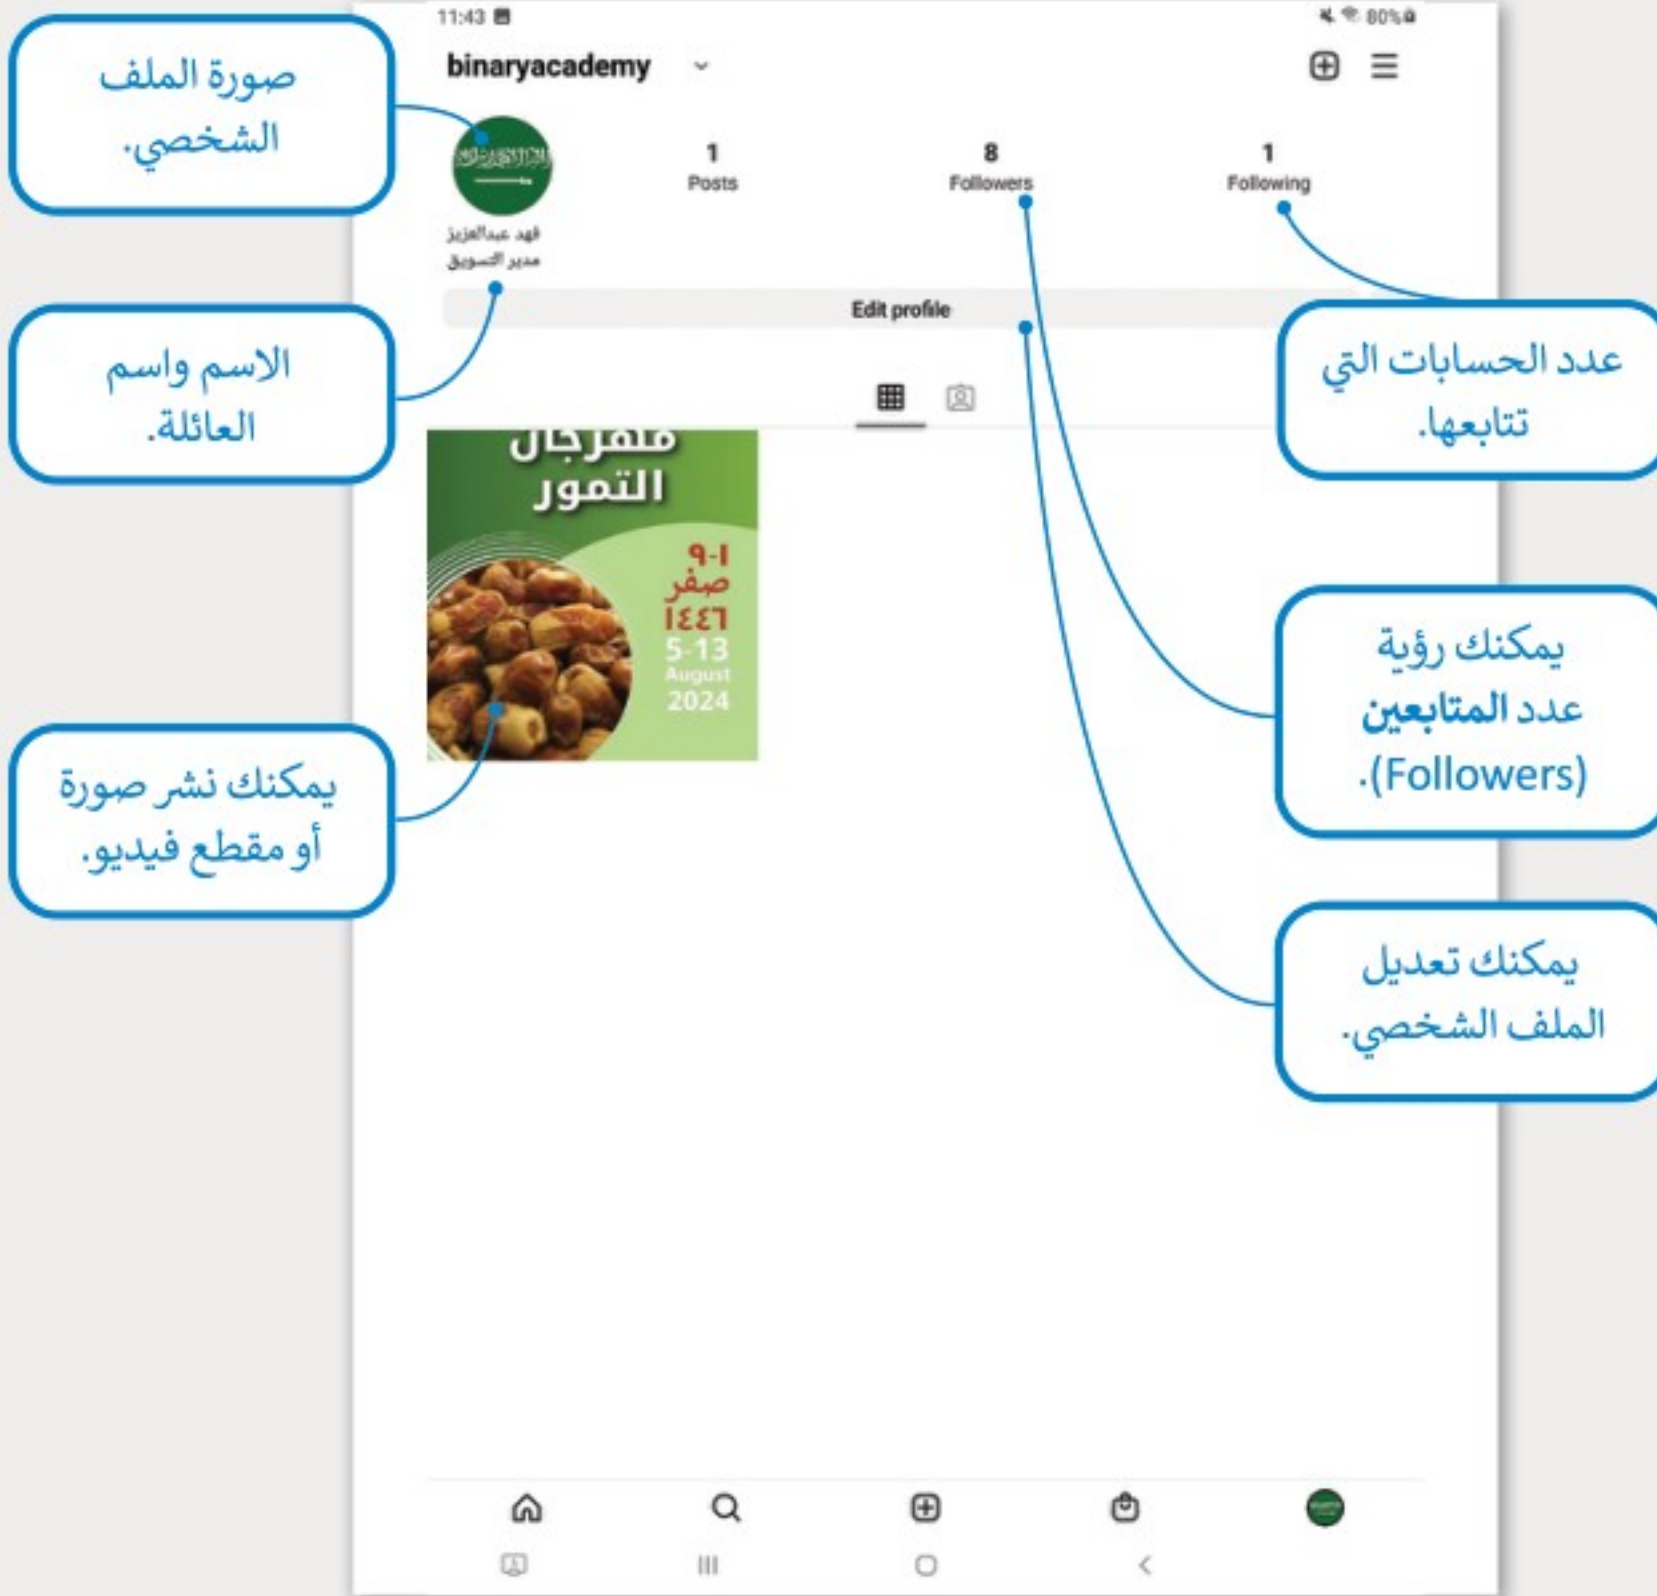 11:43
80%
binaryacademy
صورة الملف
الشخصي.
1
Posts
8
Followers
1
Following
فهد عبدالعزيز
مدير التسويق
Edit profile
الاسم واسم
العائلة.
عدد الحسابات التي
تتابعها.
مهرجان
التمور
١-٩
صفر
١٤٤٦
5-13
August
2024
يمكنك رؤية
عدد المتابعين
(Followers).
يمكنك نشر صورة
أو مقطع فيديو.
يمكنك تعديل
الملف الشخصي.